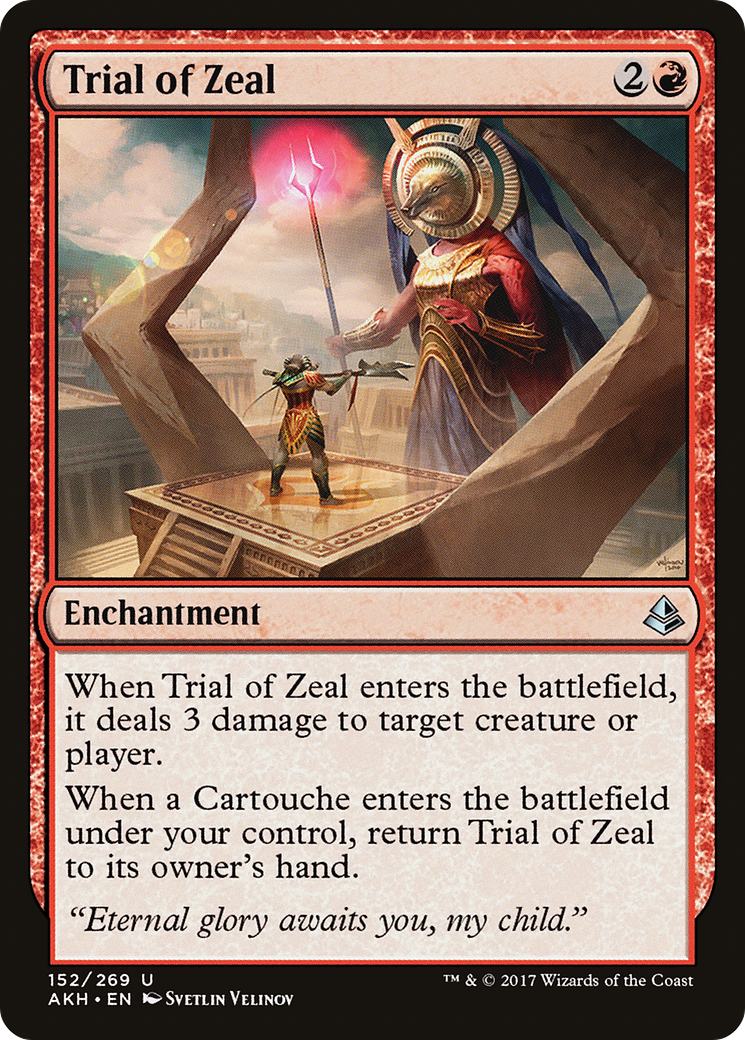 Trial of Zeal 2
Enchantment
When Trial of Zeal enters the battlefield,
it deals 3 damage to target creature or
player.
When a Cartouche enters the battlefield
under your control, return Trial of Zeal
to its owner's hand.
"Eternal glory awaits you, my child."
152/269 U
™ & © 2017 Wizards of the Coast
AKH • EN Svetlin Velinov